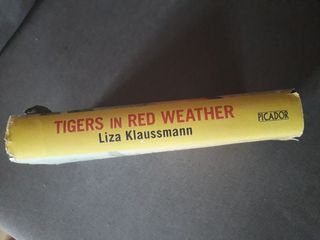 TIGERS IN RED WEATHER
Liza Klaussmann
PICADOR